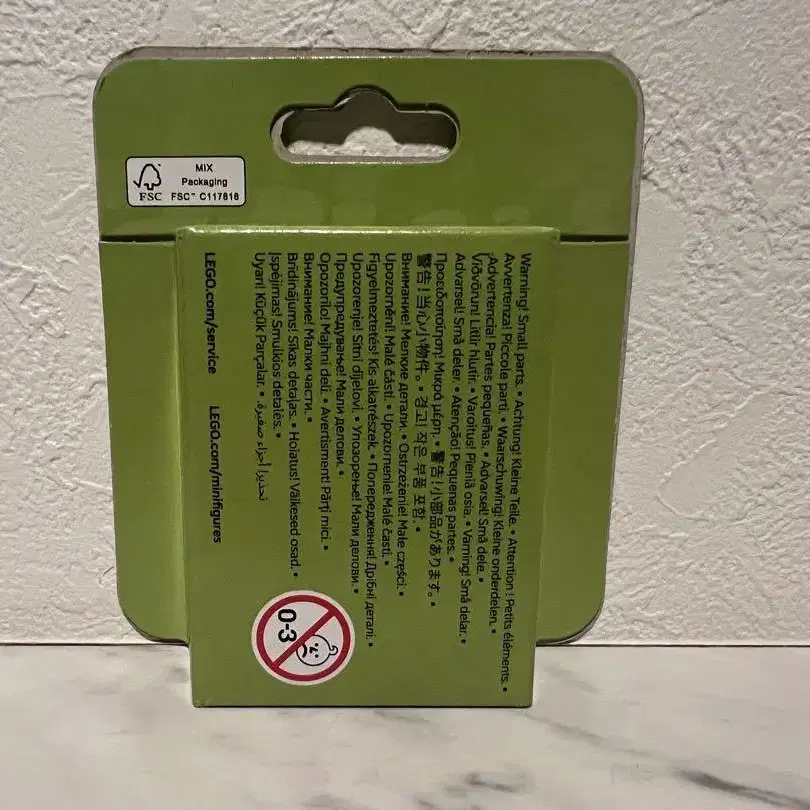 MIX
Packaging
FSC FSC™ C117818
Warning! Small parts. • Achtung! Kleine Teile. • Attention ! Petits éléments. •
Avvertenza! Piccole parti. • Waarschuwing! Kleine onderdelen. •
¡Advertencia! Partes pequeñas. • Advarsel! Små dele. •
Viðvörun! Litlir hlutir. • Varoitus! Pieniä osia. • Varning! Små delar. •
Advarsel! Små deler. • Atenção! Pequenas partes. •
Προειδοποίηση! Μικρά μέρη. • 警告!小部品があります。 •
警告!当心小物件。 • 경고! 작은 부품 포함. •
Внимание! Мелкие детали. • Ostrzeżenie! Małe części. •
Upozornění! Malé části. • Upozornenie! Malé časti. •
Figyelmeztetés! Kis alkatrészek. • Попередження! Дрібні деталі. •
Upozorenje! Sitni dijelovi. • Упозорење! Мали делови. •
Предупредување! Мали делови. •
Opozorilo! Majhni deli. • Avertisment! Părți mici. •
Внимание! Малки части. •
Brīdinājums! Sīkas detaļas. • Hoiatus! Väikesed osad. •
Įspėjimas! Smulkios detalės. •
Uyarı! Küçük Parçalar. • تحذير! أجزاء صغيرة.
LEGO.com/service LEGO.com/minifigures
0-3